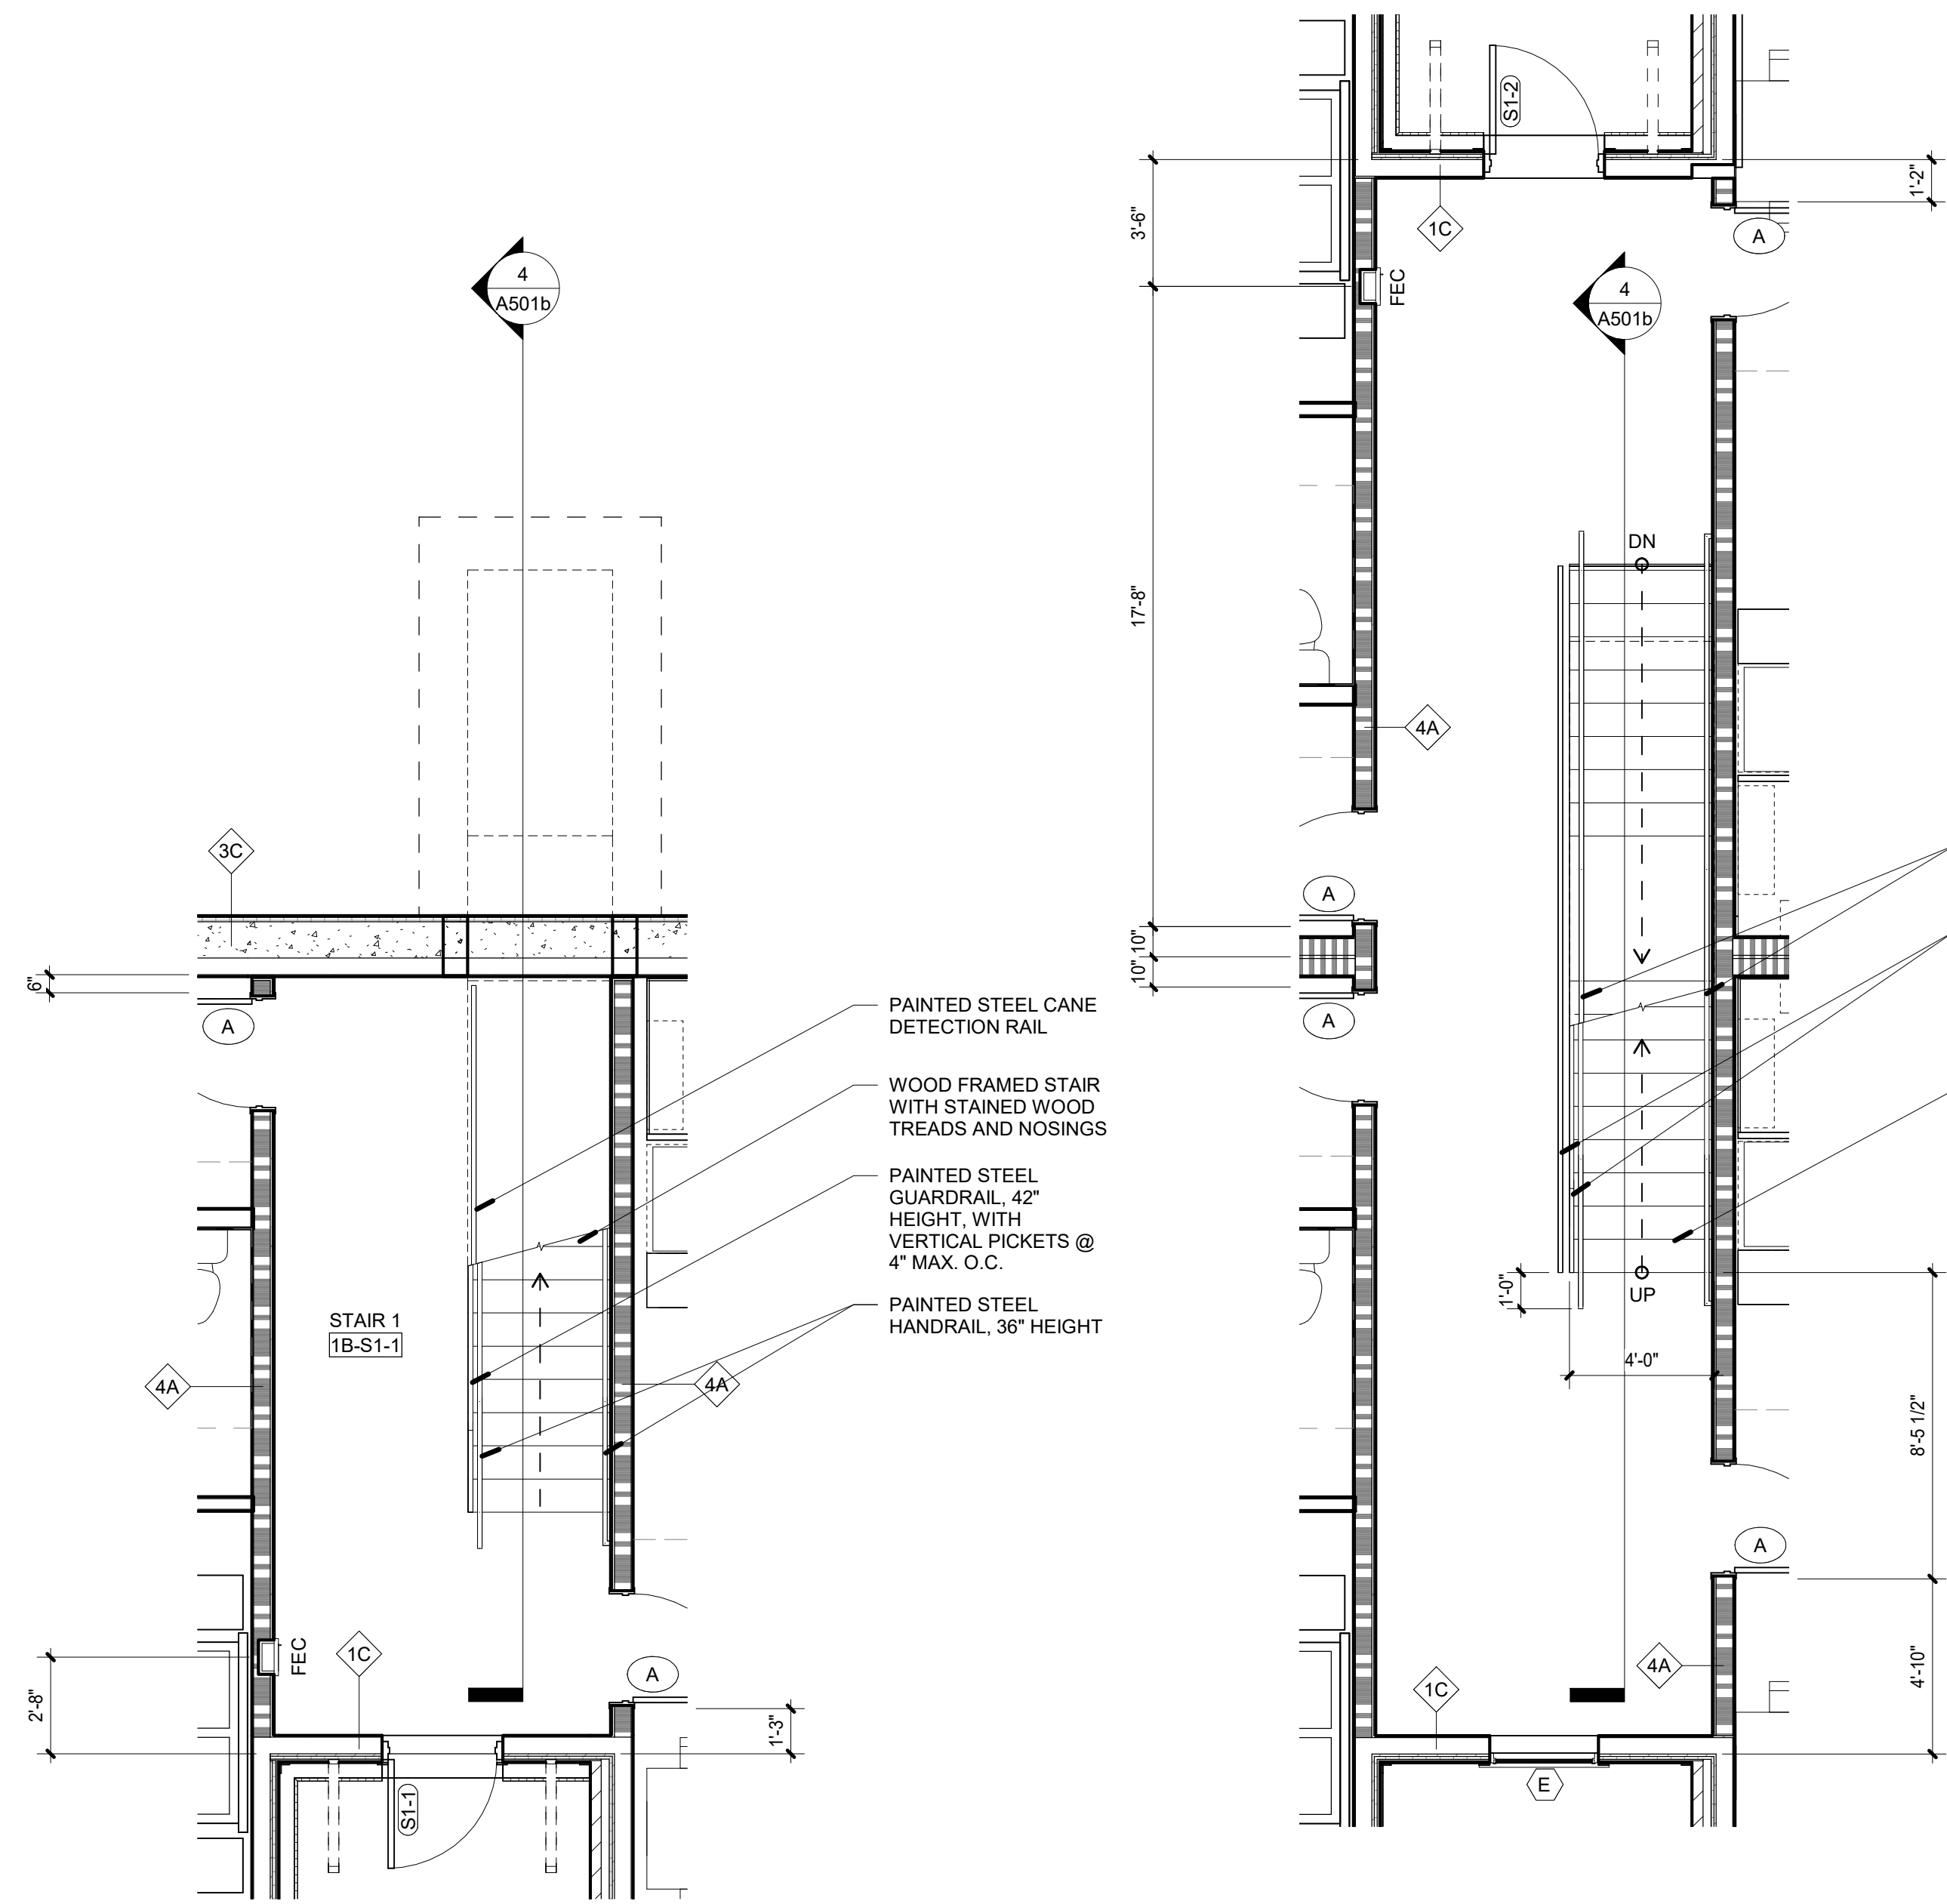 4
A501b
3C
6"
A
PAINTED STEEL CANE
DETECTION RAIL
WOOD FRAMED STAIR
WITH STAINED WOOD
TREADS AND NOSINGS
PAINTED STEEL
GUARDRAIL, 42"
HEIGHT, WITH
VERTICAL PICKETS @
4" MAX. O.C.
PAINTED STEEL
HANDRAIL, 36" HEIGHT
STAIR 1
1B-S1-1
4A
4A
FEC
1C
A
2'-8"
1'-3"
S1-1
S1-2
1'-2"
3'-6"
1C
A
FEC
4
A501b
DN
17'-8"
4A
A
10"
10"
A
1'-0"
UP
4'-0"
8'-5 1/2"
A
4A
1C
4'-10"
E